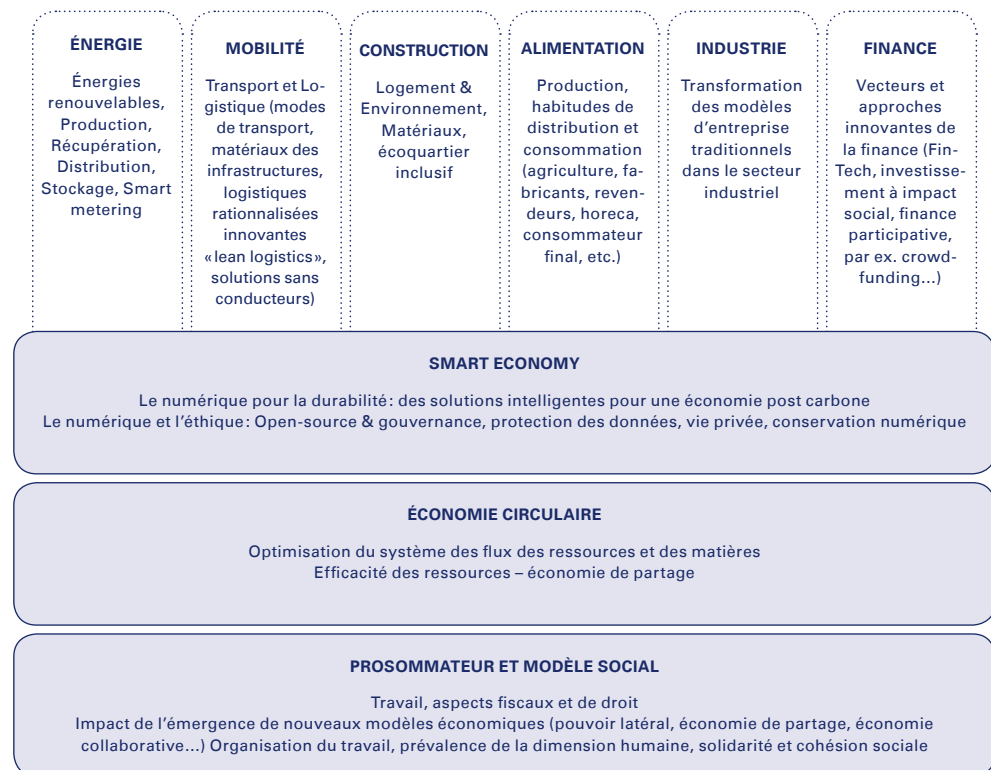 ÉNERGIE
Énergies
renouvelables,
Production,
Récupération,
Distribution,
Stockage, Smart
metering
MOBILITÉ
Transport et Lo-
gistique (modes
de transport,
matériaux des
infrastructures,
logistiques
rationnalisées
innovantes
«lean logistics»,
solutions sans
conducteurs)
CONSTRUCTION
Logement &
Environnement,
Matériaux,
écoquartier
inclusif
ALIMENTATION
Production,
habitudes de
distribution et
consommation
(agriculture, fa-
bricants, reven-
deurs, horeca,
consommateur
final, etc.)
INDUSTRIE
Transformation
des modèles
d'entreprise
traditionnels
dans le secteur
industriel
FINANCE
Vecteurs et
approches
innovantes de
la finance (Fin-
Tech, investisse-
ment à impact
social, finance
participative,
par ex. crowd-
funding...)
SMART ECONOMY
Le numérique pour la durabilité: des solutions intelligentes pour une économie post carbone
Le numérique et l'éthique: Open-source & gouvernance, protection des données, vie privée, conservation numérique
ÉCONOMIE CIRCULAIRE
Optimisation du système des flux des ressources et des matières
Efficacité des ressources – économie de partage
PROSOMMATEUR ET MODÈLE SOCIAL
Travail, aspects fiscaux et de droit
Impact de l'émergence de nouveaux modèles économiques (pouvoir latéral, économie de partage, économie
collaborative...) Organisation du travail, prévalence de la dimension humaine, solidarité et cohésion sociale